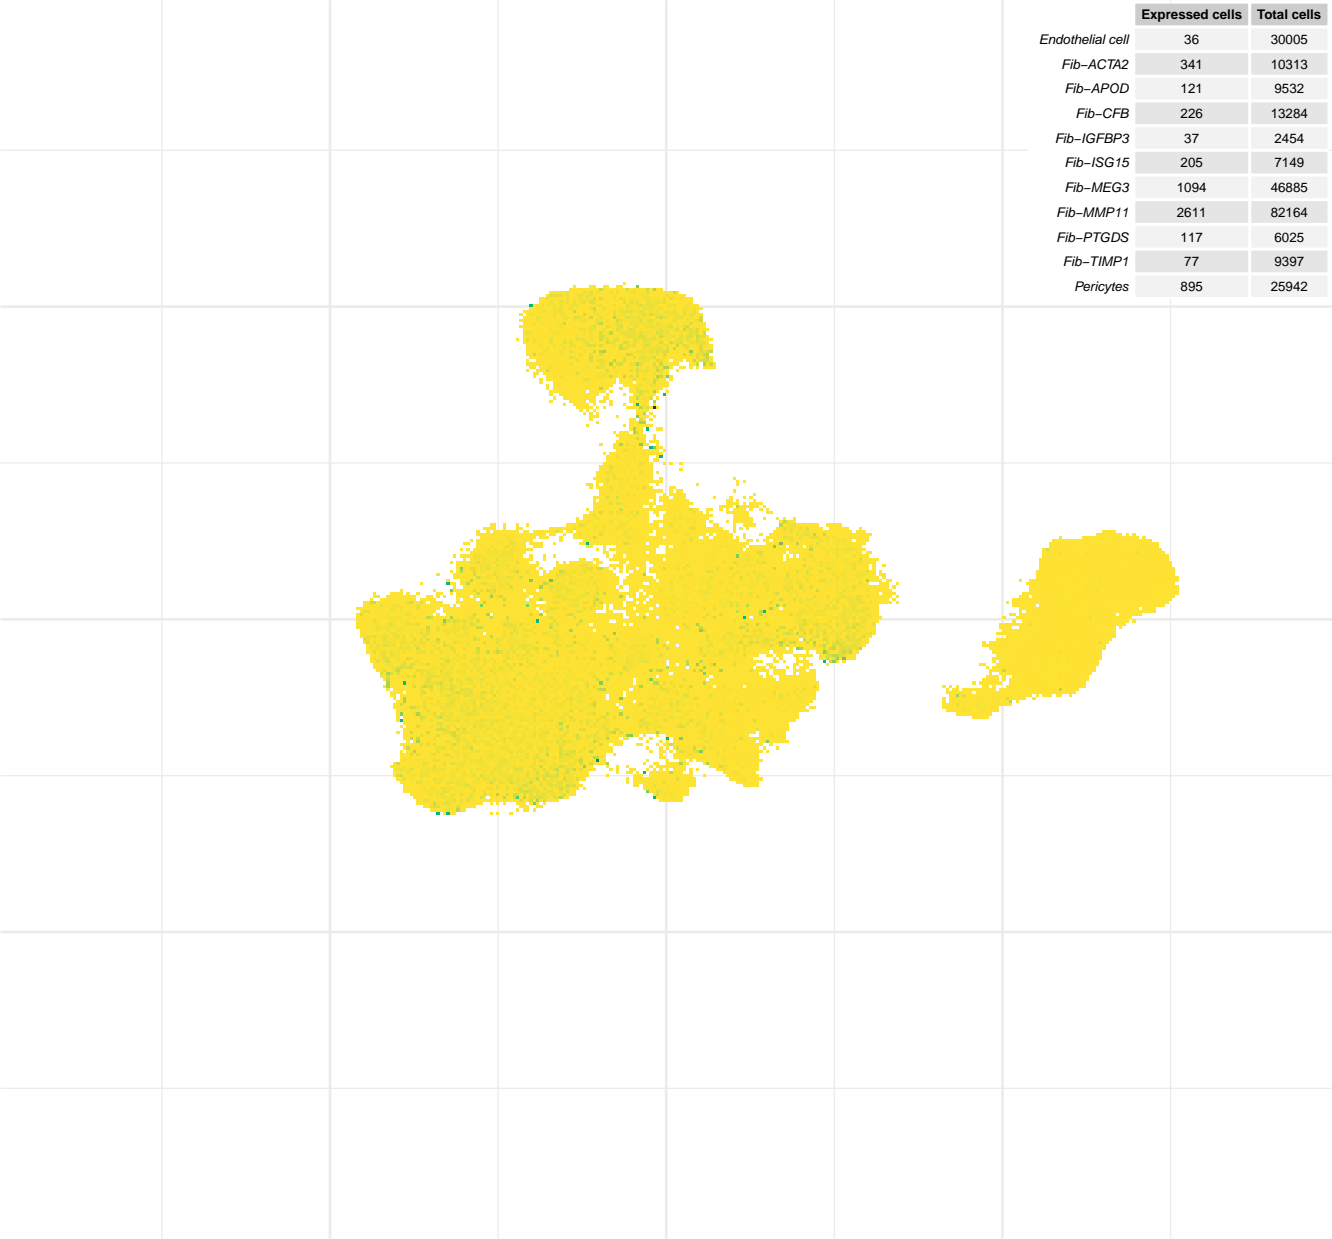 Expressed cells Total cells
Endothelial cell 36 30005
Fib−ACTA2 341 10313
Fib−APOD 121 9532
Fib−CFB 226 13284
Fib−IGFBP3 37 2454
Fib−ISG15 205 7149
Fib−MEG3 1094 46885
Fib−MMP11 2611 82164
Fib−PTGDS 117 6025
Fib−TIMP1 77 9397
Pericytes 895 25942